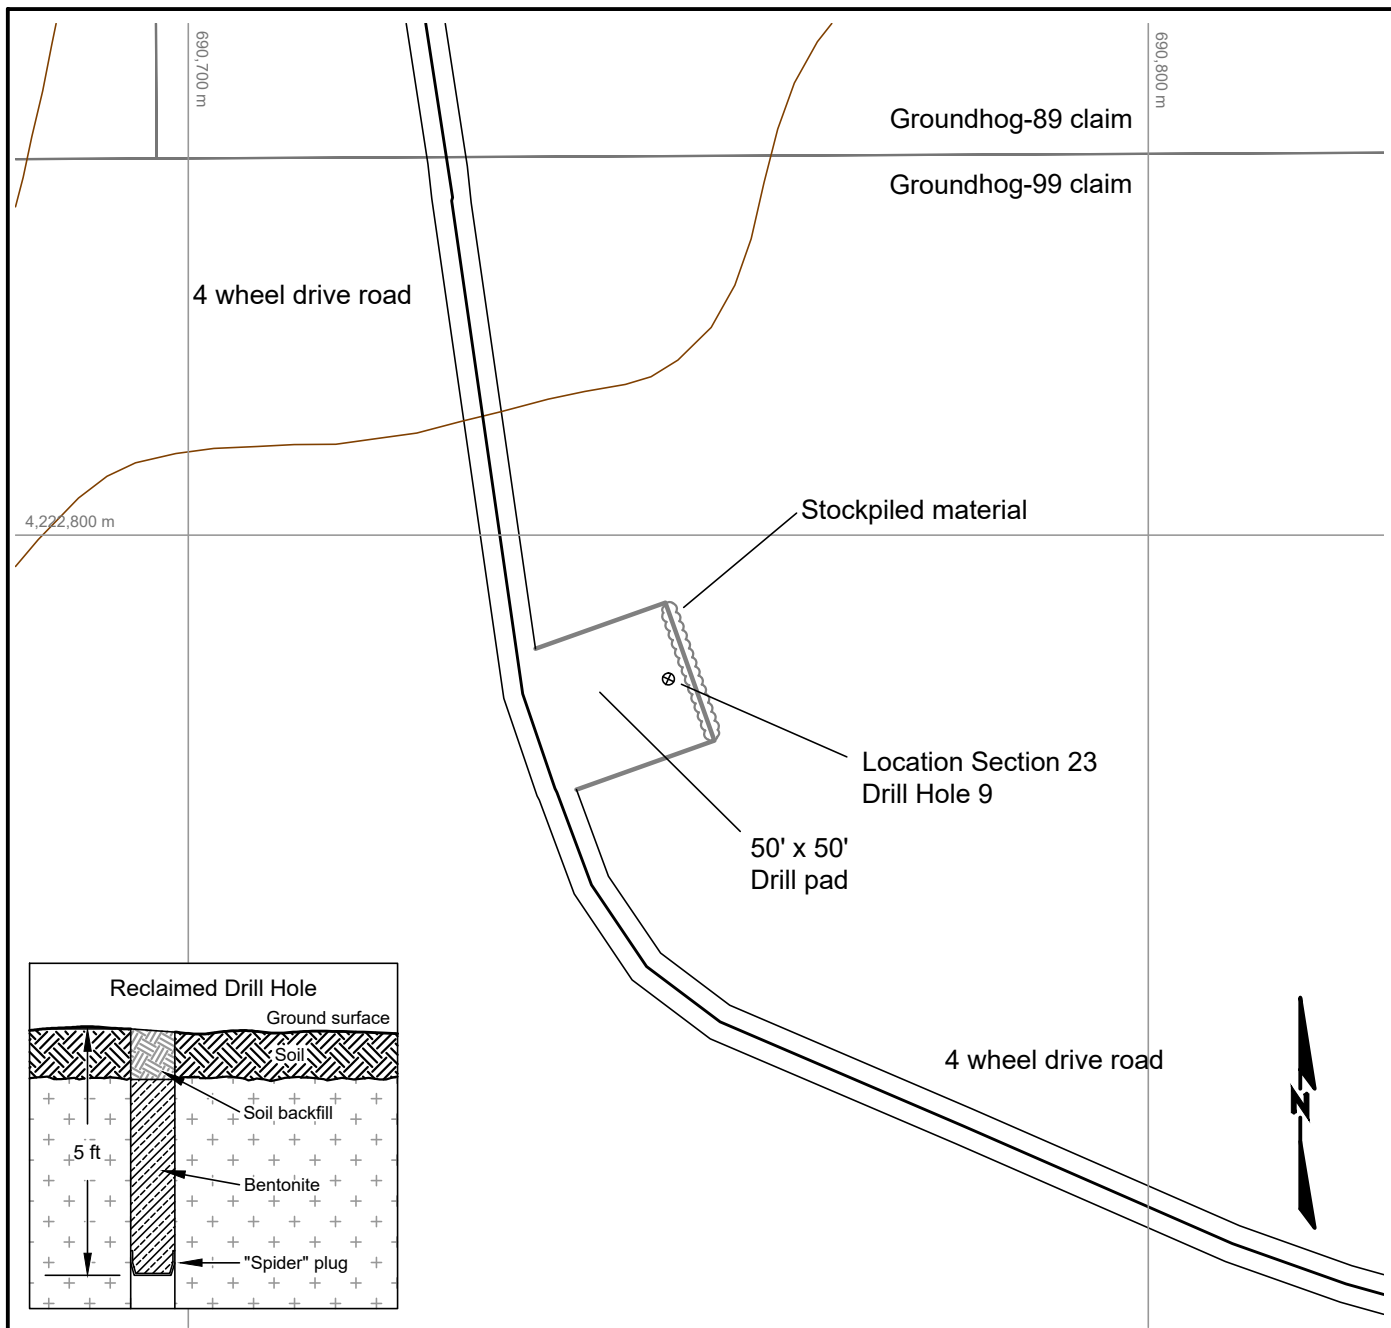 690,700 m
690,800 m
Groundhog-89 claim
Groundhog-99 claim
4 wheel drive road
Stockpiled material
4,222,800 m
Location Section 23
Drill Hole 9
50' x 50'
Drill pad
4 wheel drive road
N
Reclaimed Drill Hole
Ground surface
Soil
Soil backfill
5 ft
Bentonite
"Spider" plug